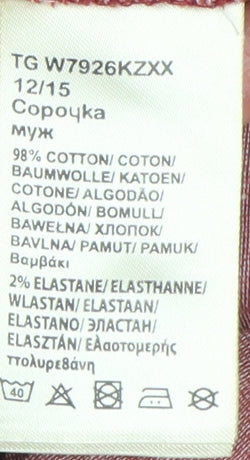 TG W7926KZXX
12/15
Сорочка
муж
98% COTTON/ COTON/
BAUMWOLLE/ KATOEN/
COTONE/ ALGODÃO/
ALGODÓN/ BOMULL/
BAWEŁNA/ ХЛОПОК/
BAVLNA/ PAMUT/ PAMUK/
Βαμβάκι
2% ELASTANE/ ELASTHANNE/
WLASTAN/ ELASTAAN/
ELASTANO/ ЭЛАСТАН/
ELASZTÁN/ ελαστομερής
πολυρεθάνη
40